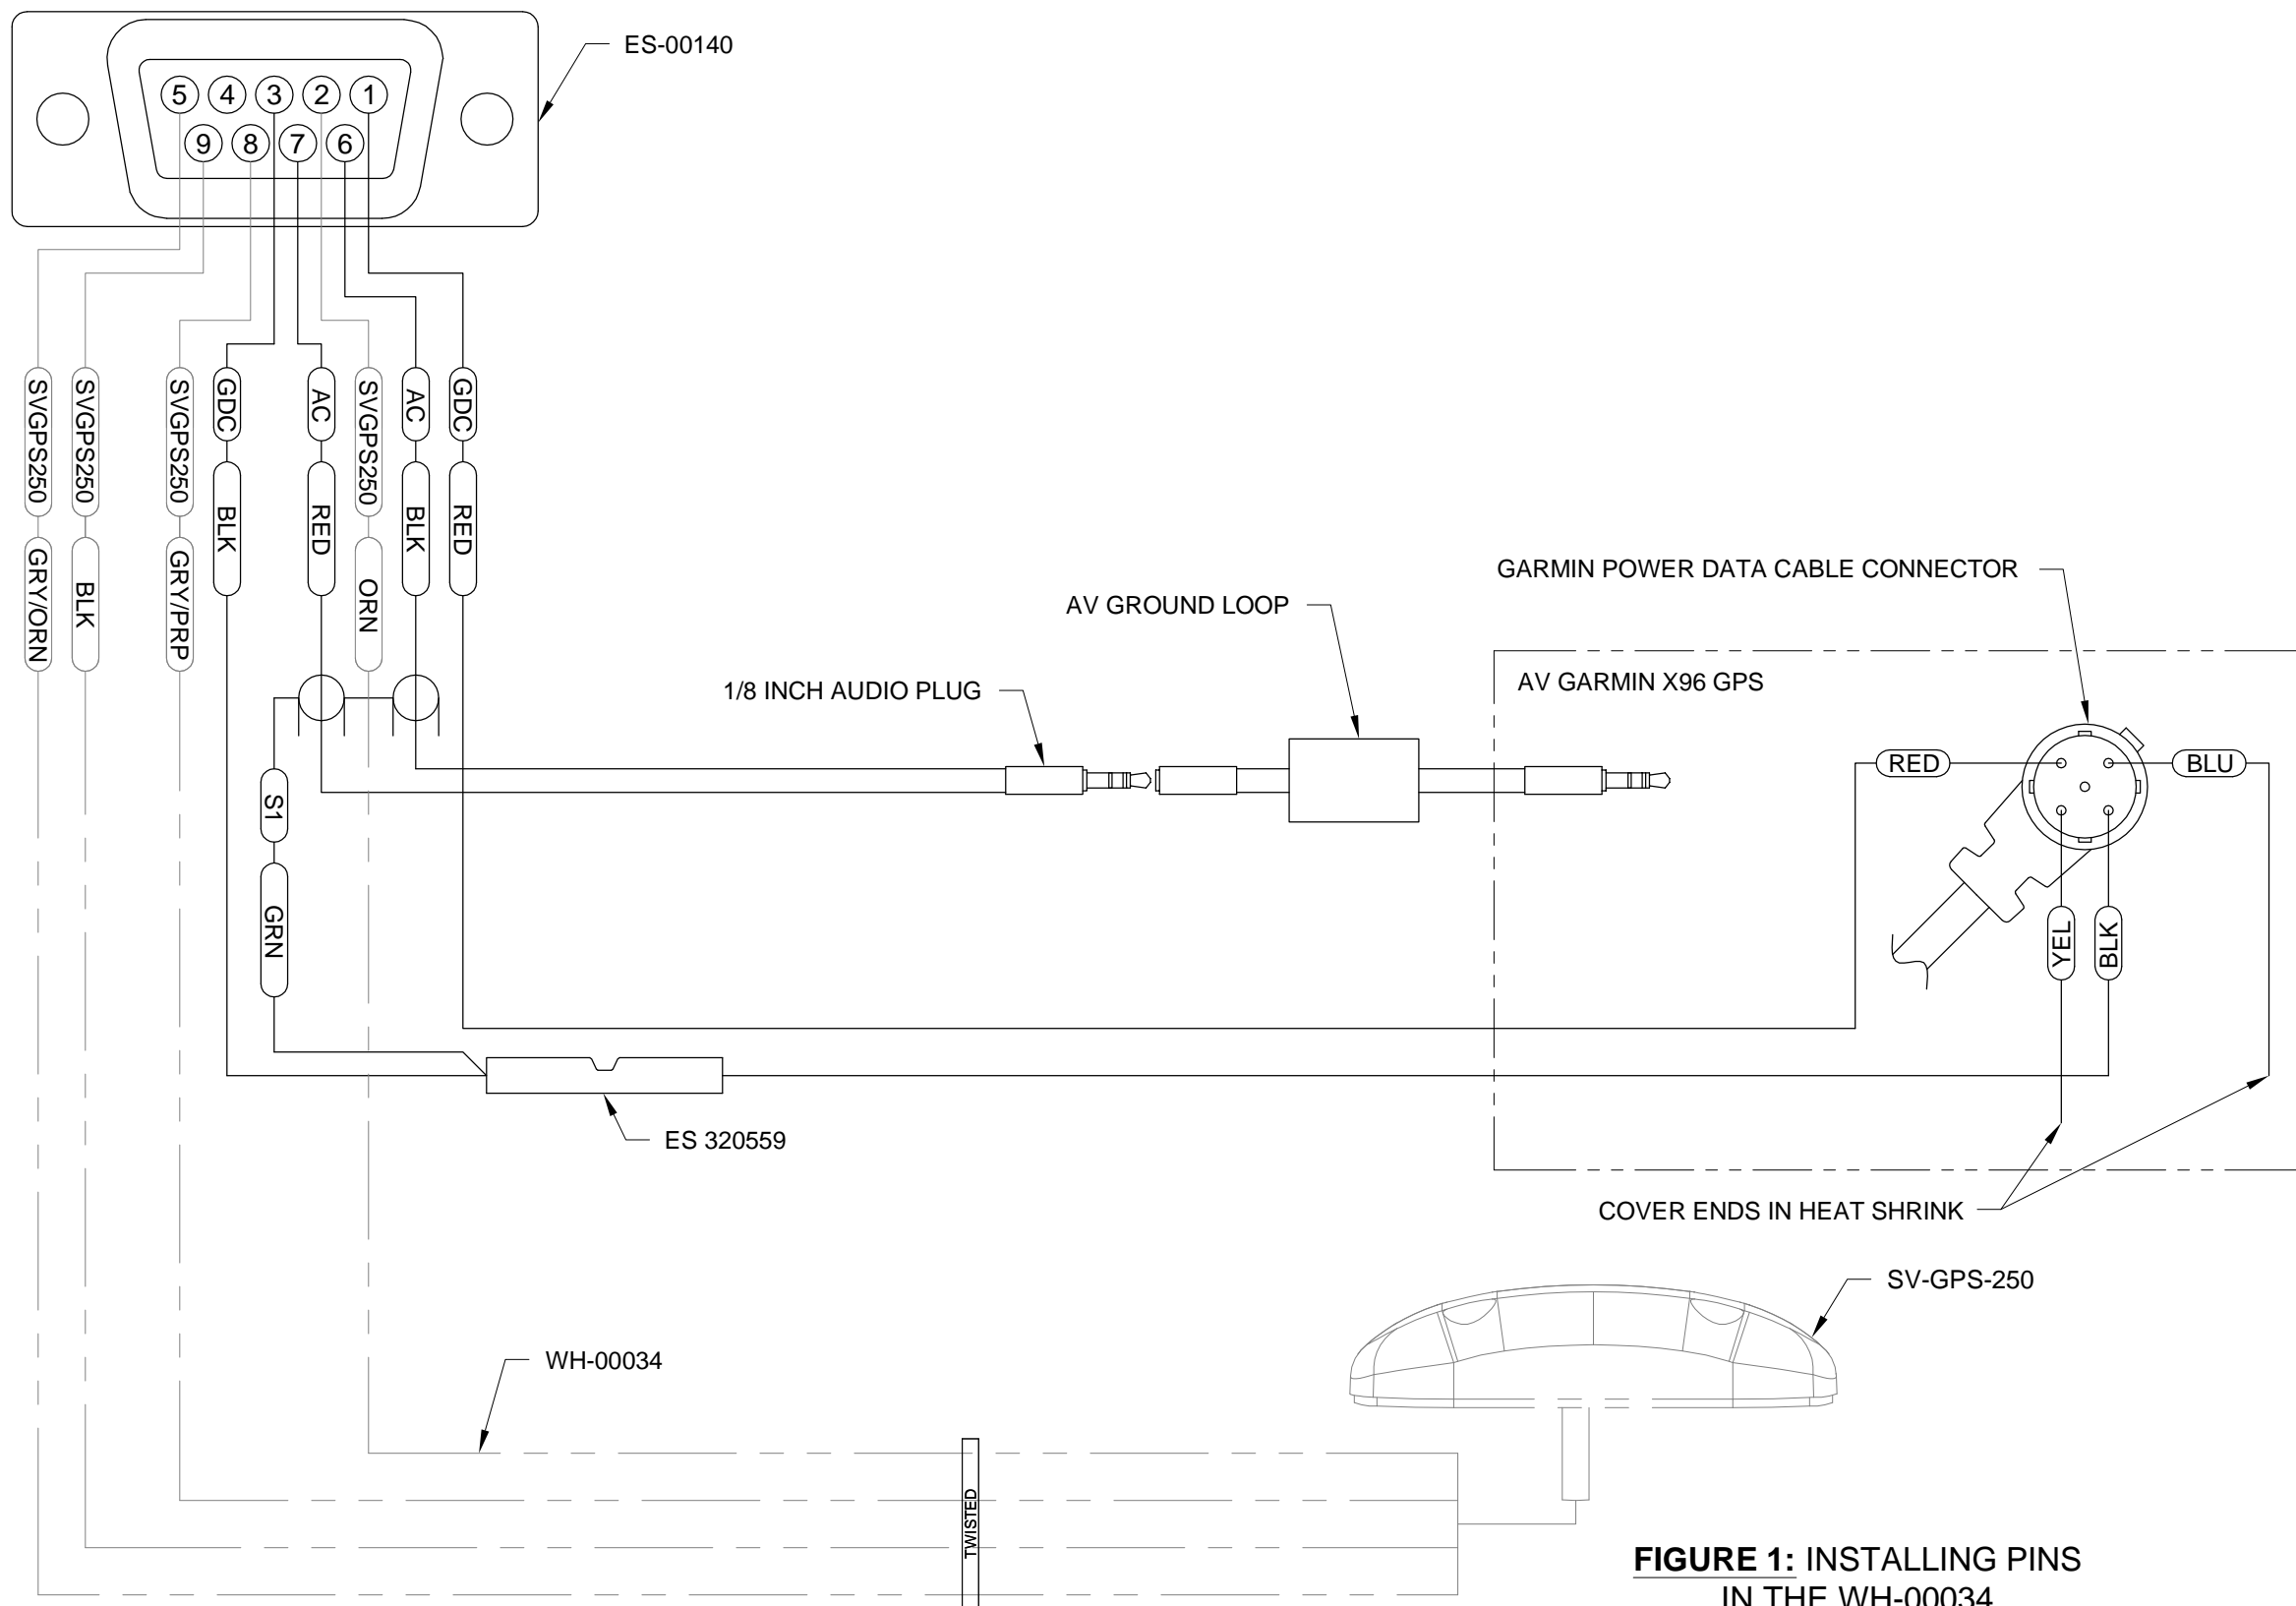 ES-00140
5 4 3 2 1
9 8 7 6
SVGPS250
SVGPS250
SVGPS250
GDC
AC
SVGPS250
AC
GDC
GRY/ORN
BLK
GRY/PRP
BLK
RED
ORN
BLK
RED
GARMIN POWER DATA CABLE CONNECTOR
AV GROUND LOOP
1/8 INCH AUDIO PLUG
AV GARMIN X96 GPS
RED
BLU
S1
GRN
YEL
BLK
ES 320559
COVER ENDS IN HEAT SHRINK
SV-GPS-250
WH-00034
TWISTED
FIGURE 1: INSTALLING PINS
IN THE WH-00034